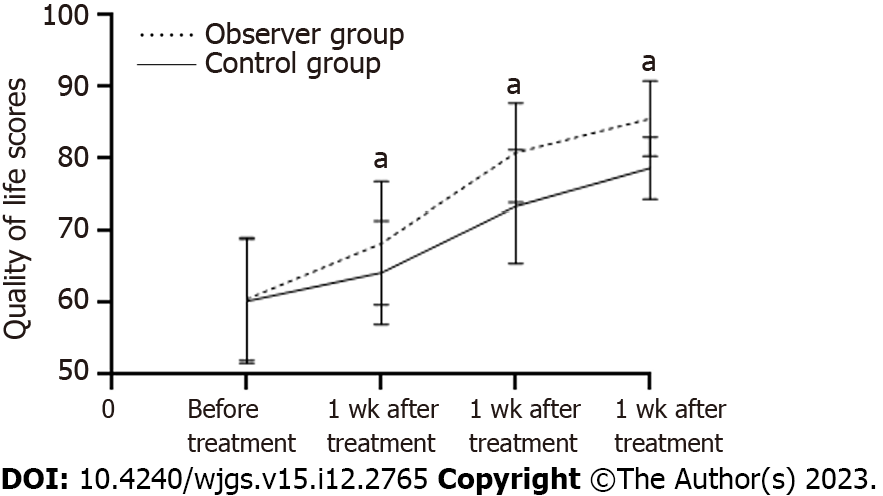 100
90
80
70
60
50
Quality of life scores
Observer group
Control group
a
a
a
0
Before treatment
1 wk after treatment
1 wk after treatment
1 wk after treatment
DOI: 10.4240/wjgs.v15.i12.2765 Copyright ©The Author(s) 2023.